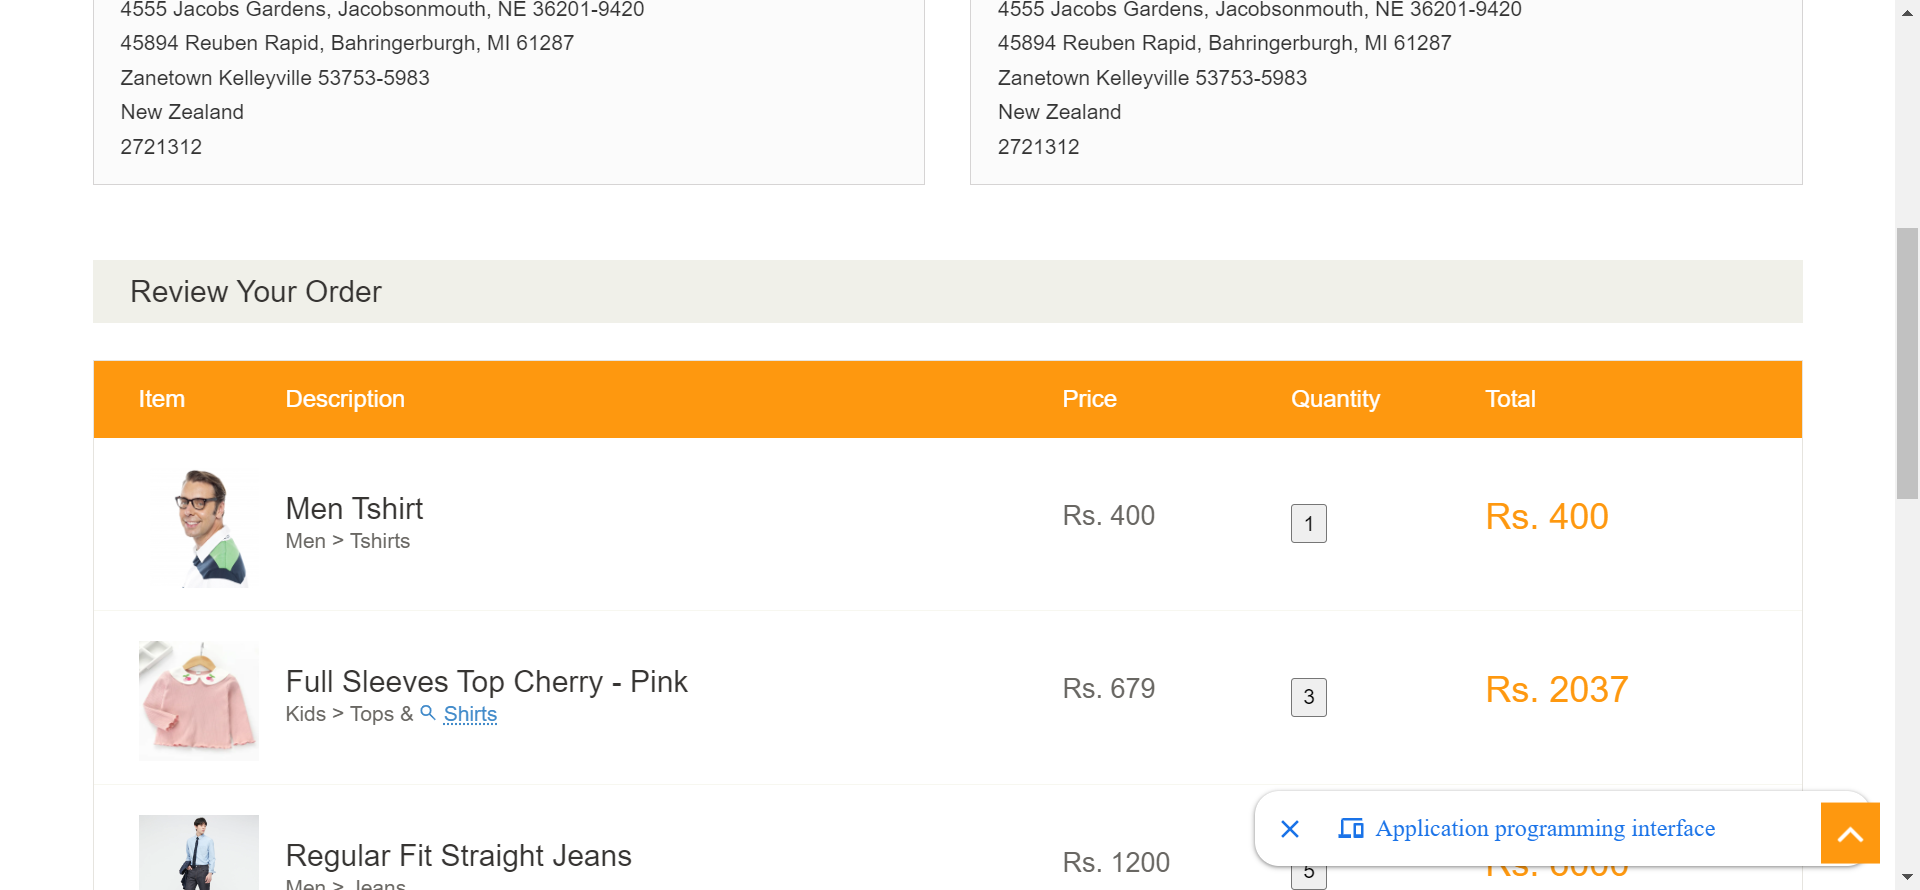 4555 Jacobs Gardens, Jacobsonmouth, NE 36201-9420
45894 Reuben Rapid, Bahringerburgh, MI 61287
Zanetown Kelleyville 53753-5983
New Zealand
2721312
4555 Jacobs Gardens, Jacobsonmouth, NE 36201-9420
45894 Reuben Rapid, Bahringerburgh, MI 61287
Zanetown Kelleyville 53753-5983
New Zealand
2721312
Review Your Order
Item Description Price Quantity Total
Men Tshirt Rs. 400 1 Rs. 400
Men > Tshirts
Full Sleeves Top Cherry - Pink Rs. 679 3 Rs. 2037
Kids > Tops & Shirts
Application programming interface
Regular Fit Straight Jeans Rs. 1200 5 Rs. 6000
Men > Jeans